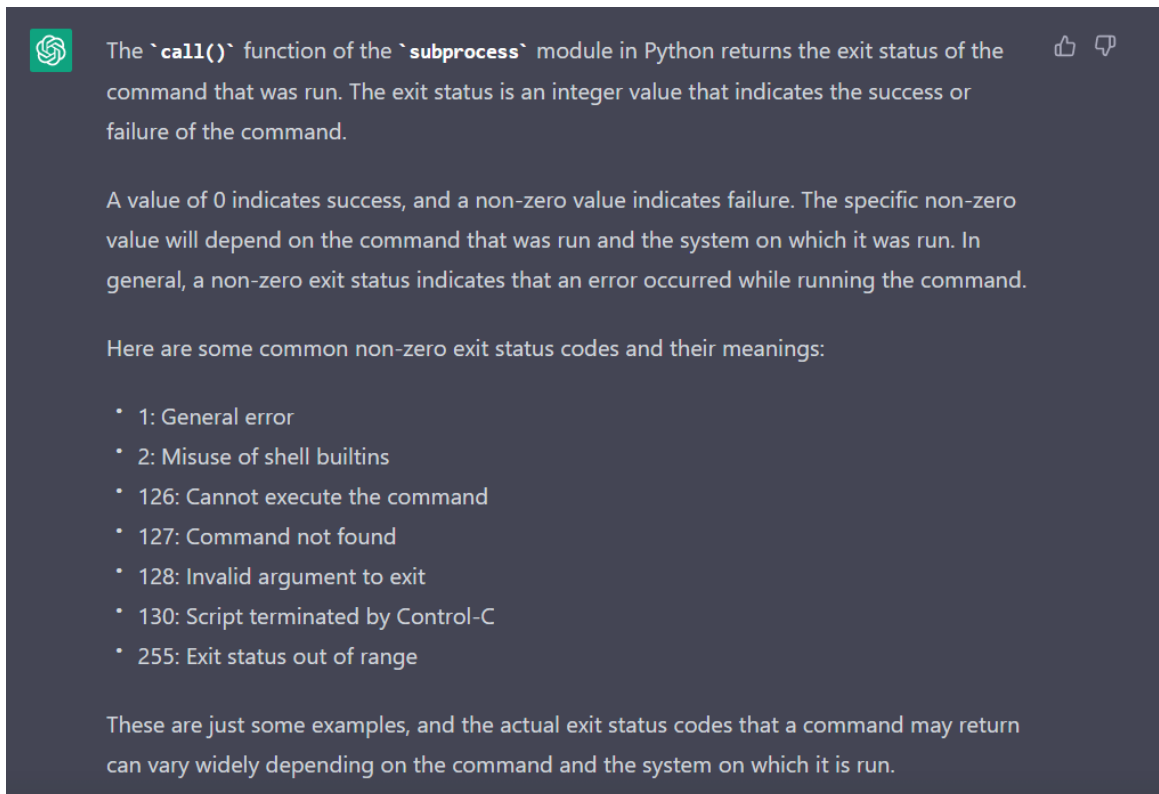 The `call()` function of the `subprocess` module in Python returns the exit status of the
command that was run. The exit status is an integer value that indicates the success or
failure of the command.
A value of 0 indicates success, and a non-zero value indicates failure. The specific non-zero
value will depend on the command that was run and the system on which it was run. In
general, a non-zero exit status indicates that an error occurred while running the command.
Here are some common non-zero exit status codes and their meanings:
• 1: General error
• 2: Misuse of shell builtins
• 126: Cannot execute the command
• 127: Command not found
• 128: Invalid argument to exit
• 130: Script terminated by Control-C
• 255: Exit status out of range
These are just some examples, and the actual exit status codes that a command may return
can vary widely depending on the command and the system on which it is run.